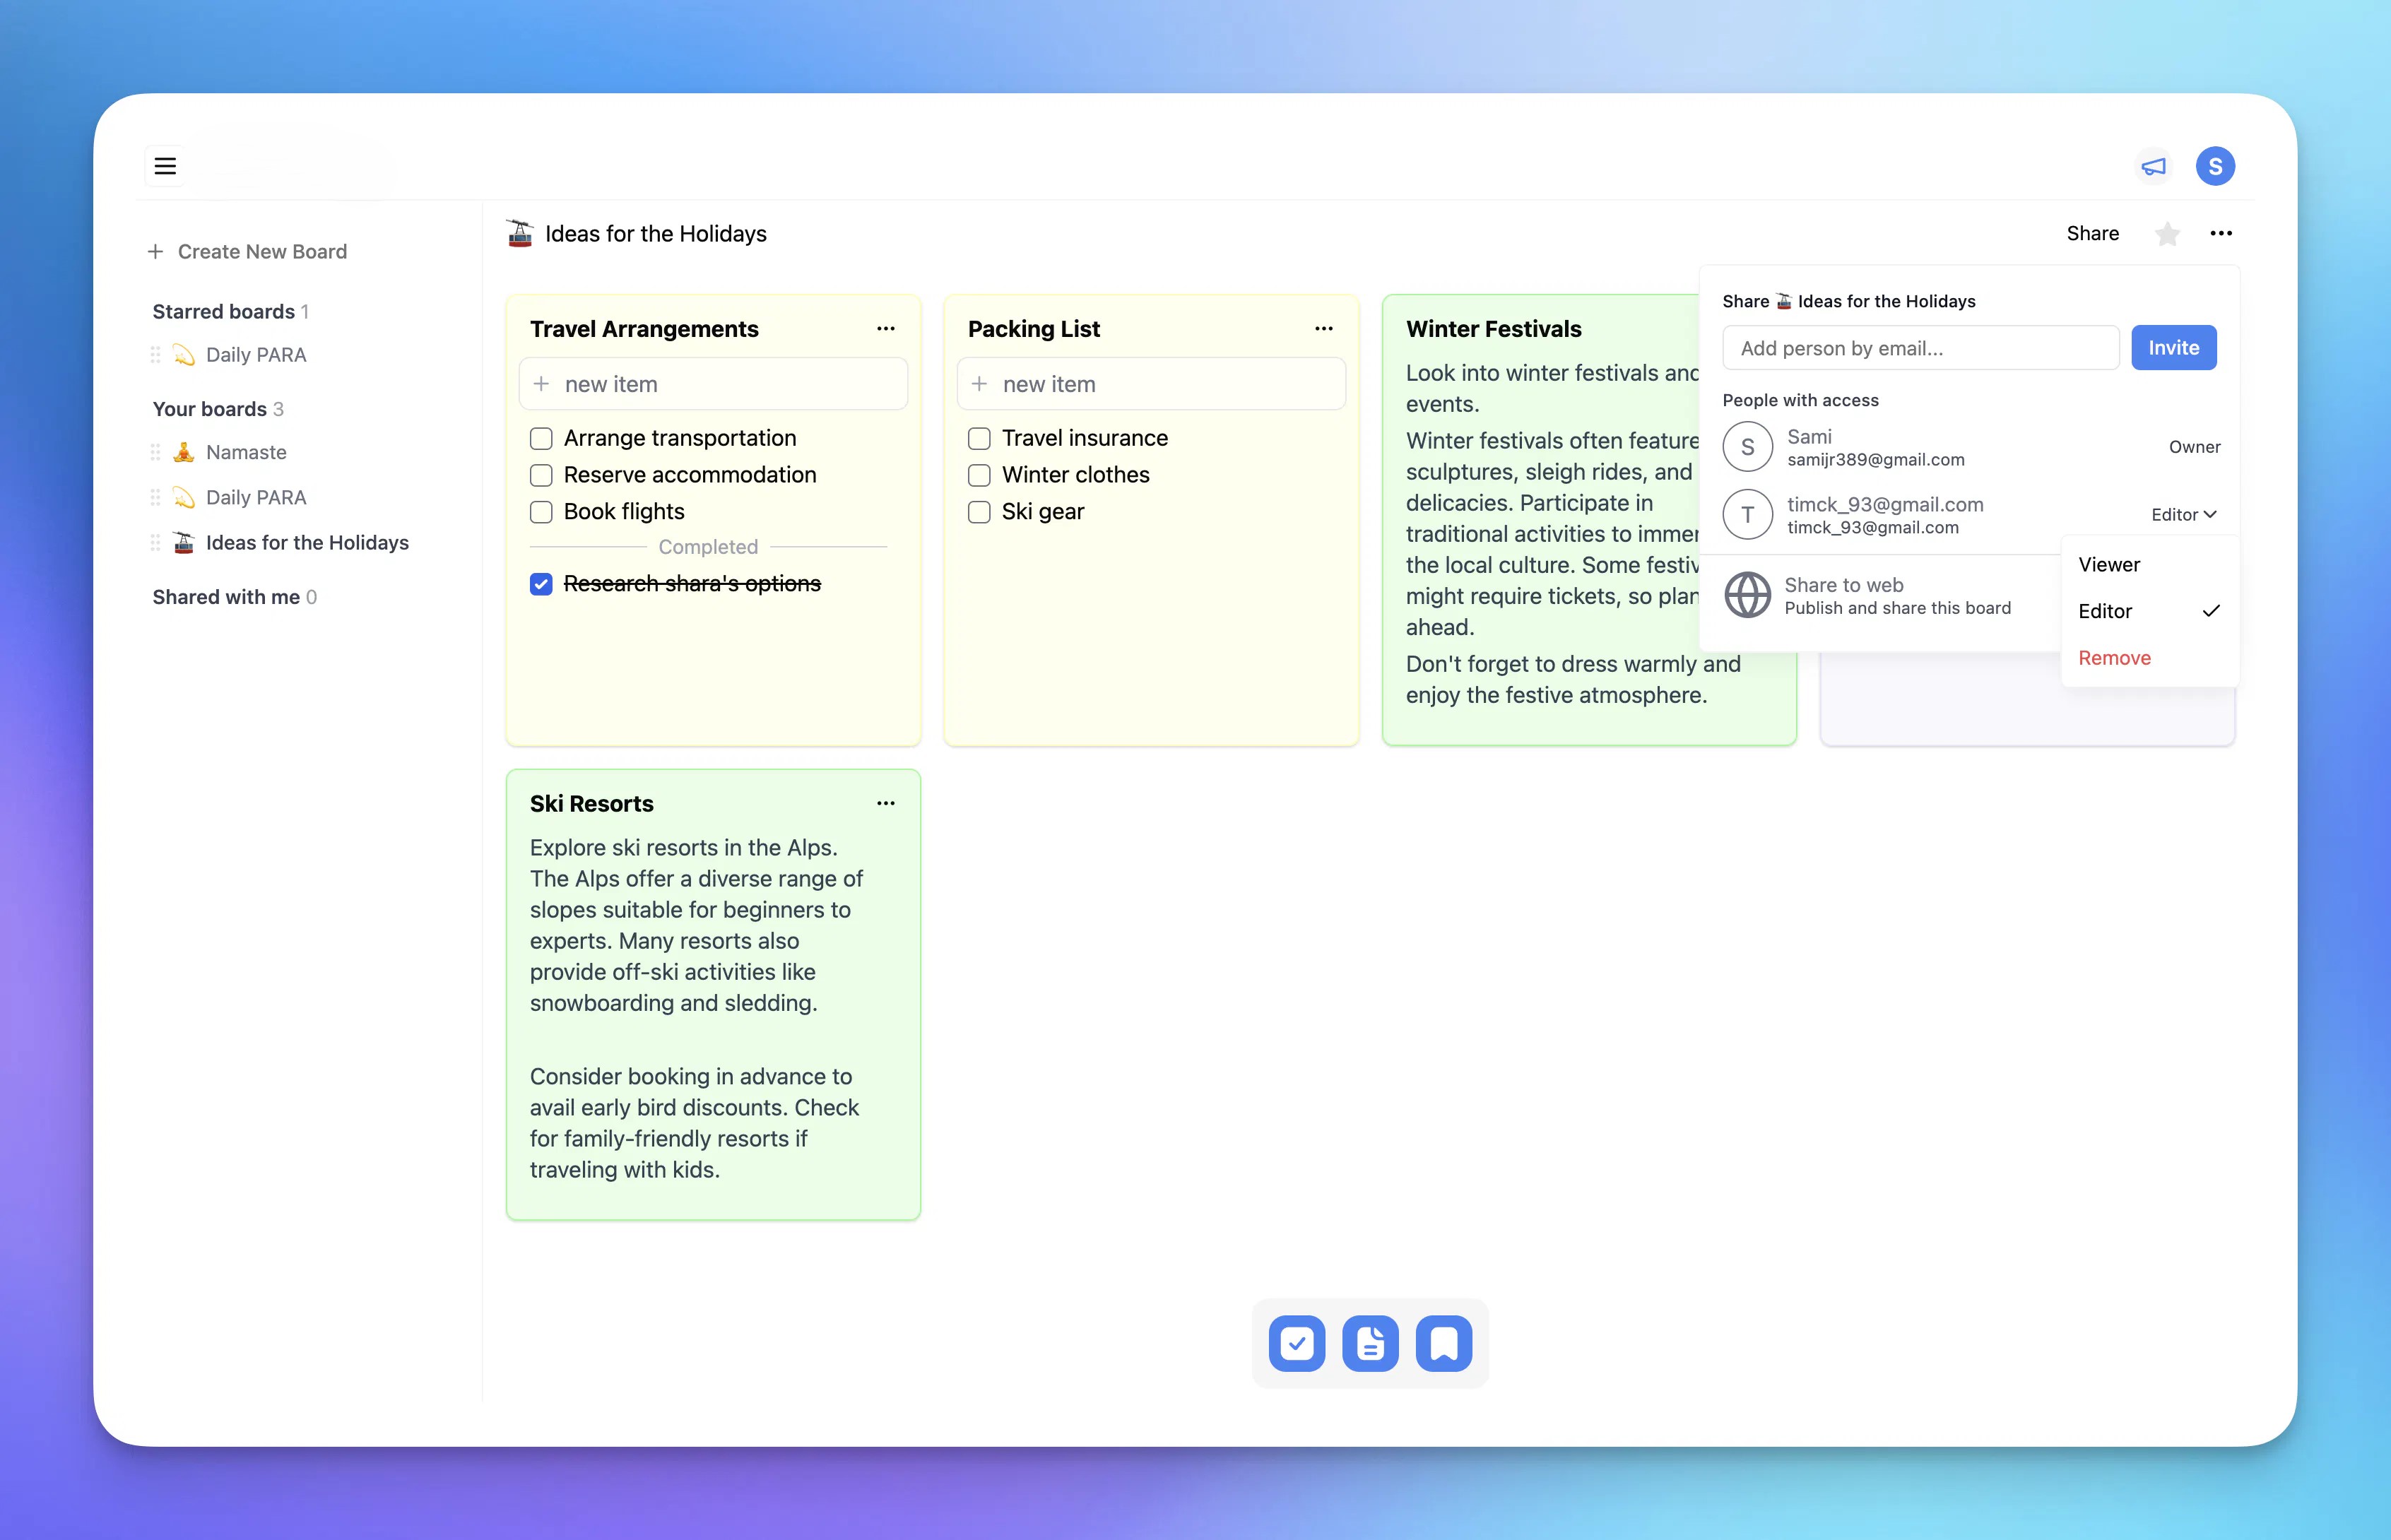 S
Create New Board
Starred boards 1
Daily PARA
Your boards 3
Namaste
Daily PARA
Ideas for the Holidays
Shared with me 0
Ideas for the Holidays
Share
Travel Arrangements
new item
Arrange transportation
Reserve accommodation
Book flights
Completed
Research shara's options
Packing List
new item
Travel insurance
Winter clothes
Ski gear
Winter Festivals
Look into winter festivals and
events.
Winter festivals often feature
sculptures, sleigh rides, and
delicacies. Participate in
traditional activities to
the local culture. Some
might require tickets, so plan
ahead.
Don't forget to dress warmly and
enjoy the festive atmosphere.
Share Ideas for the Holidays
Add person by email...
Invite
People with access
S
Sami
samijr389@gmail.com
Owner
T
timck_93@gmail.com
timck_93@gmail.com
Editor
Viewer
Editor
Remove
Share to web
Publish and share this board
Ski Resorts
Explore ski resorts in the Alps.
The Alps offer a diverse range of
slopes suitable for beginners to
experts. Many resorts also
provide off-ski activities like
snowboarding and sledding.
Consider booking in advance to
avail early bird discounts. Check
for family-friendly resorts if
traveling with kids.